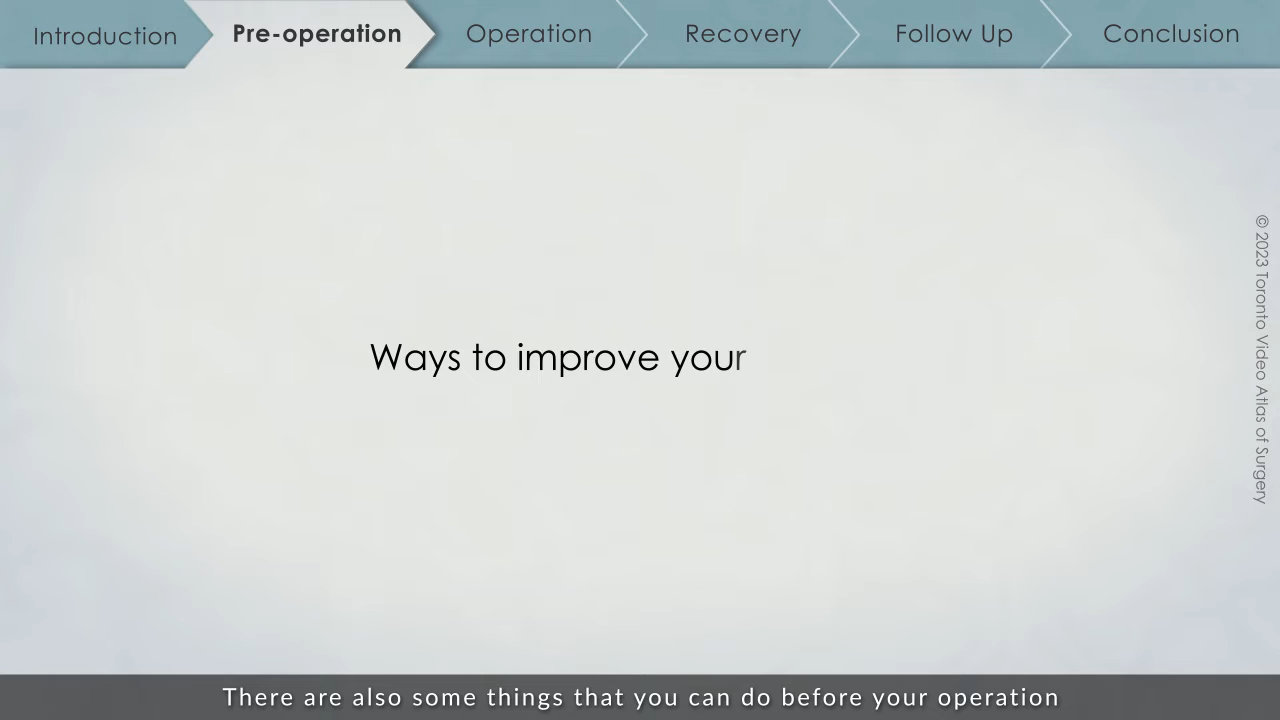 Introduction
Pre-operation
Operation
Recovery
Follow Up
Conclusion
Ways to improve your
© 2023 Toronto Video Atlas of Surgery
There are also some things that you can do before your operation